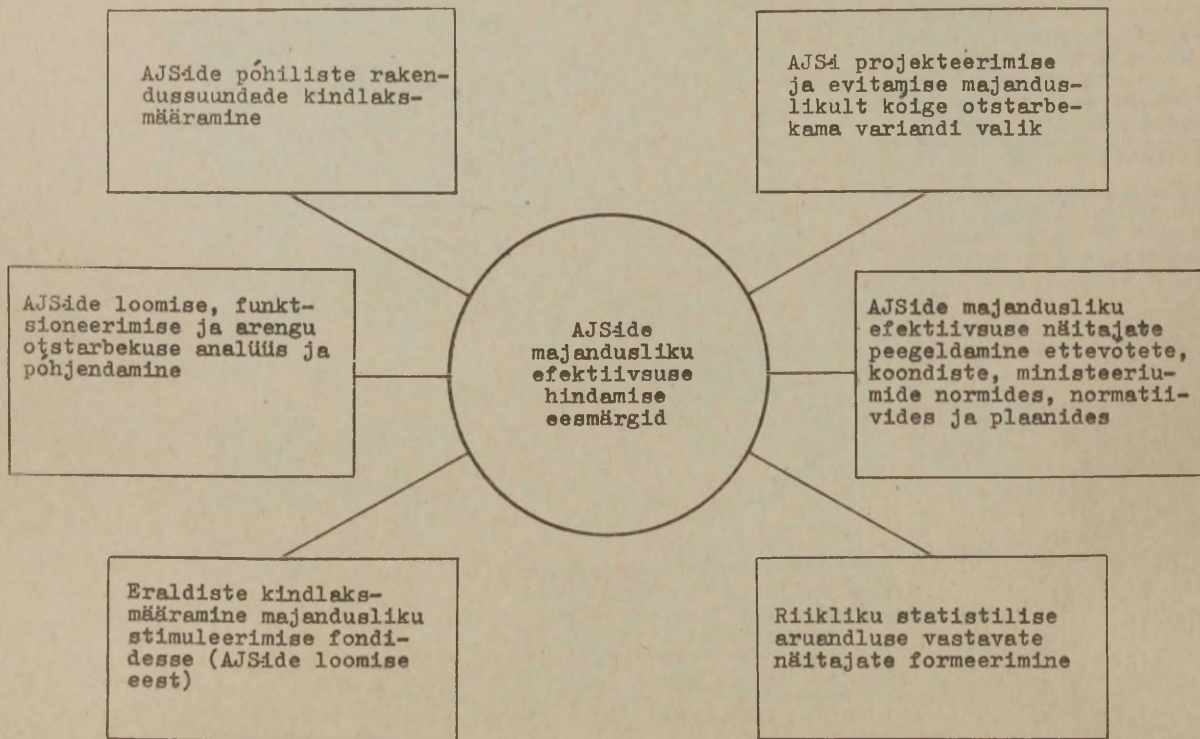 AJSide põhiliste raken-
dussuundade kindlaks-
määramine
AJSi projekteerimise
ja evitamise majandus-
likult kõige otstarbe-
kama variandi valik
AJSide loomise, funkt-
sioneerimise ja arengu
otstarbekuse analüüs ja
põhjendamine
AJSide
majandusliku
efektiivsuse
hindamise
eesmärgid
AJSide majandusliku
efektiivsuse näitajate
peegeldamine ettevõtete,
koondiste, ministeeriu-
mide normides, normatii-
vides ja plaanides
Eraldiste kindlaks-
määramine majandusliku
stimuleerimise fondi-
desse (AJSide loomise
eest)
Riikliku statistilise
aruandluse vastavate
näitajate formeerimine